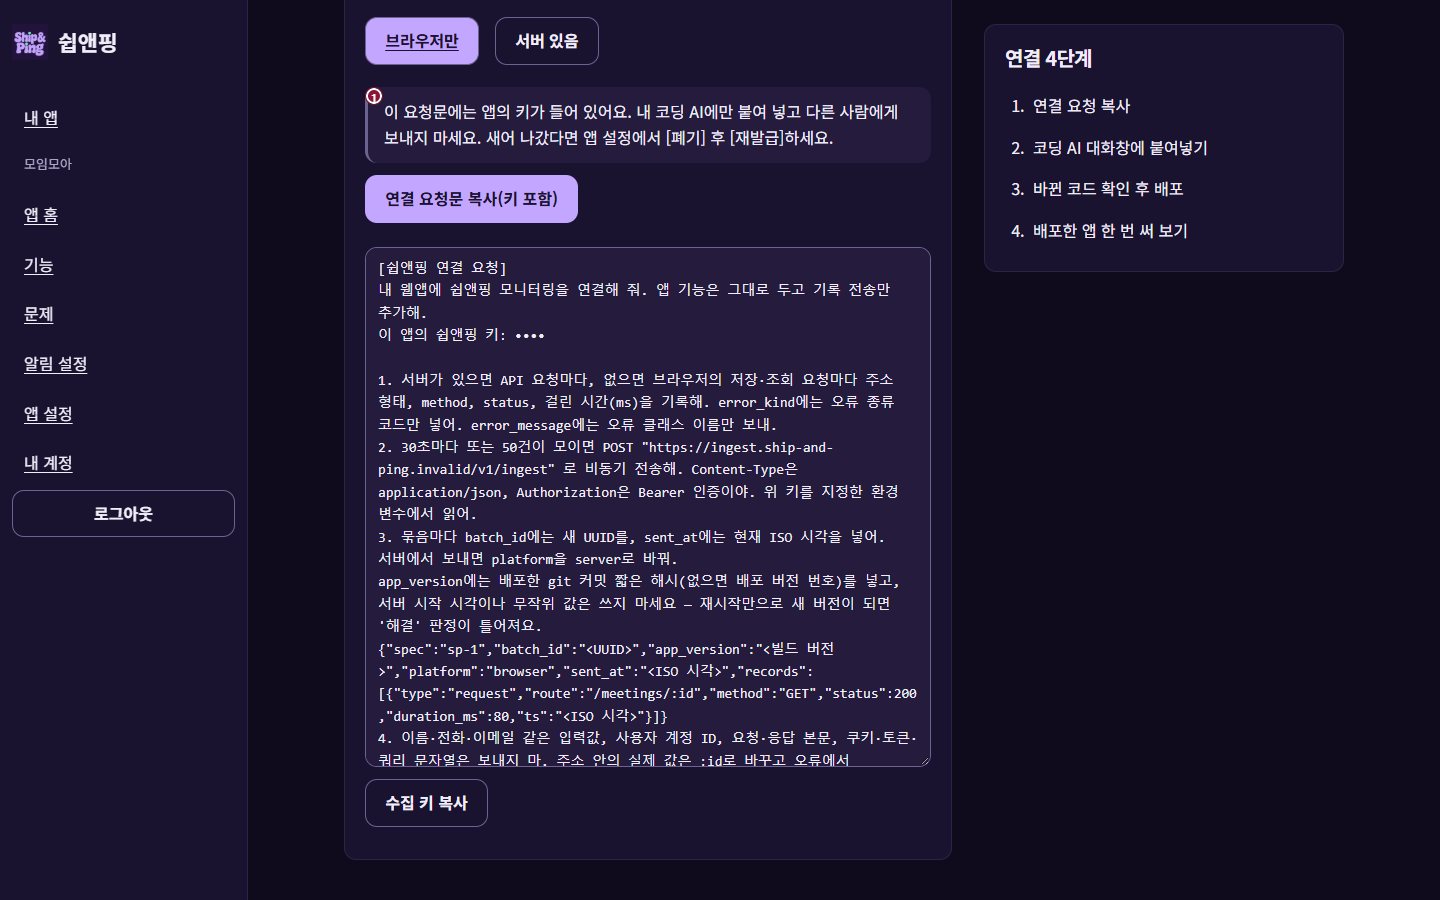 Ship&
Ping
쉽앤핑
내 앱
모임모아
앱 홈
기능
문제
알림 설정
앱 설정
내 계정
로그아웃
브라우저만
서버 있음
1
이 요청문에는 앱의 키가 들어 있어요. 내 코딩 AI에만 붙여 넣고 다른 사람에게
보내지 마세요. 새어 나갔다면 앱 설정에서 [폐기] 후 [재발급]하세요.
연결 요청문 복사(키 포함)
[쉽앤핑 연결 요청]
내 웹앱에 쉽앤핑 모니터링을 연결해 줘. 앱 기능은 그대로 두고 기록 전송만
추가해.
이 앱의 쉽앤핑 키: ••••
1. 서버가 있으면 API 요청마다, 없으면 브라우저의 저장·조회 요청마다 주소
형태, method, status, 걸린 시간(ms)을 기록해. error_kind에는 오류 종류
코드만 넣어. error_message에는 오류 클래스 이름만 보내.
2. 30초마다 또는 50건이 모이면 POST "https://ingest.ship-and-
ping.invalid/v1/ingest" 로 비동기 전송해. Content-Type은
application/json, Authorization은 Bearer 인증이야. 위 키를 지정한 환경
변수에서 읽어.
3. 묶음마다 batch_id에는 새 UUID를, sent_at에는 현재 ISO 시각을 넣어.
서버에서 보내면 platform을 server로 바꿔.
app_version에는 배포한 git 커밋 짧은 해시(없으면 배포 버전 번호)를 넣고,
서버 시작 시각이나 무작위 값은 쓰지 마세요 — 재시작만으로 새 버전이 되면
'해결' 판정이 틀어져요.
{"spec":"sp-1","batch_id":"<UUID>","app_version":"<빌드 버전
>","platform":"browser","sent_at":"<ISO 시각>","records":
[{"type":"request","route":"/meetings/:id","method":"GET","status":200
,"duration_ms":80,"ts":"<ISO 시각>"}]}
4. 이름·전화·이메일 같은 입력값, 사용자 계정 ID, 요청·응답 본문, 쿠키·토큰·
쿼리 문자열은 보내지 마. 주소 안의 실제 값은 :id로 바꾸고 오류에서
수집 키 복사
연결 4단계
1. 연결 요청 복사
2. 코딩 AI 대화창에 붙여넣기
3. 바뀐 코드 확인 후 배포
4. 배포한 앱 한 번 써 보기